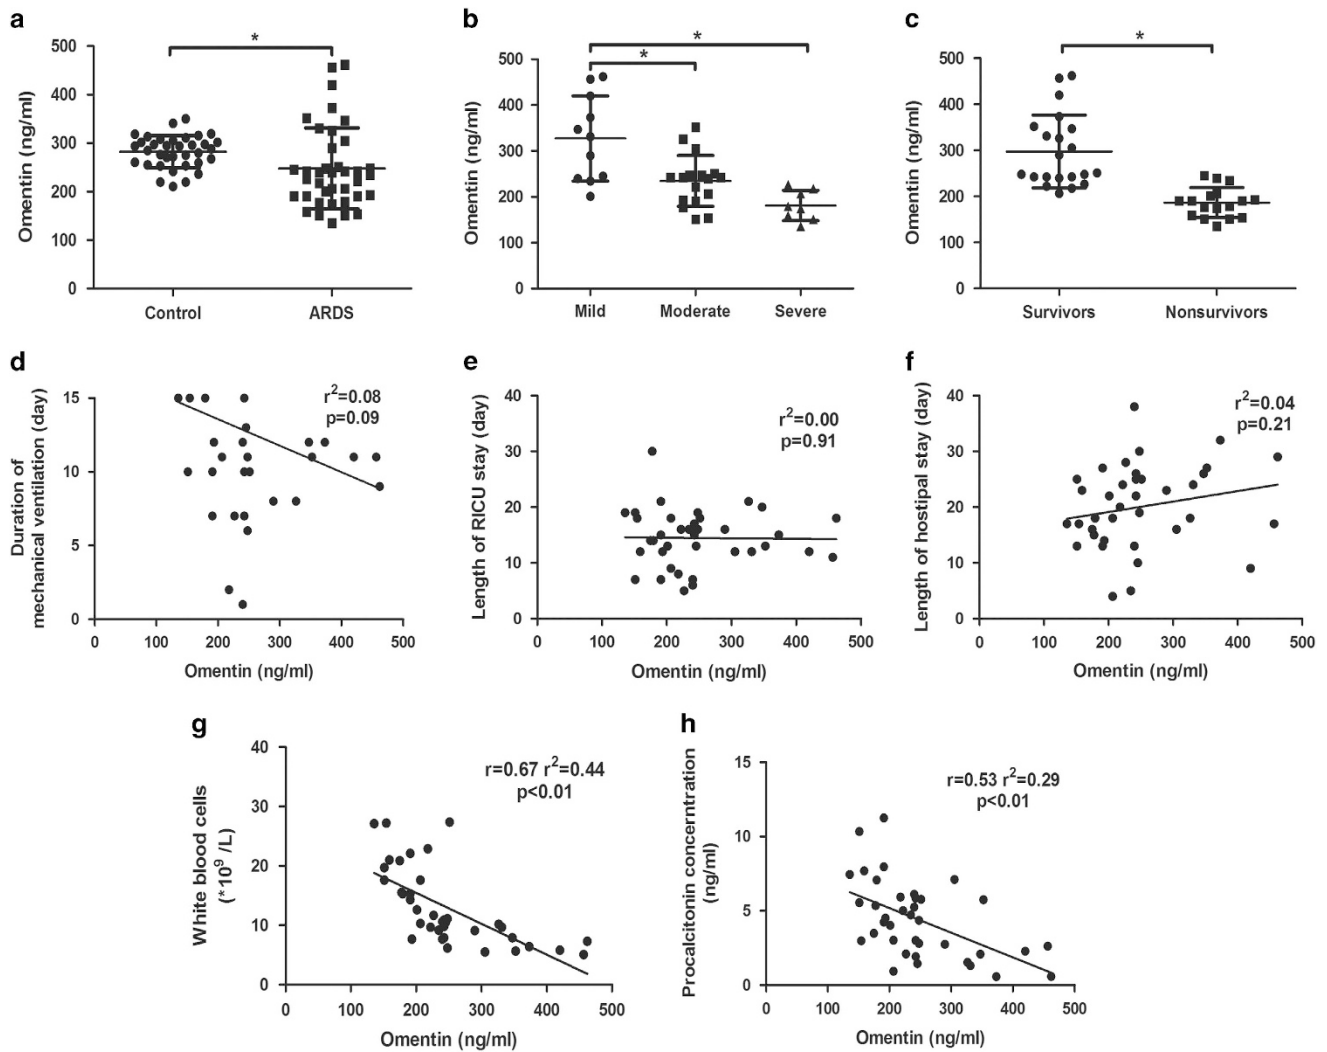 a
*
Omentin (ng/ml)
500
400
300
200
100
0
Control
ARDS
b
*
*
Omentin (ng/ml)
500
400
300
200
100
0
Mild
Moderate
Severe
c
*
Omentin (ng/ml)
500
400
300
200
100
0
Survivors
Nonsurvivors
d
Duration of
mechanical ventilation (day)
15
10
5
0
r²=0.08
p=0.09
0 100 200 300 400 500
Omentin (ng/ml)
e
Length of RICU stay (day)
40
30
20
10
0
r²=0.00
p=0.91
0 100 200 300 400 500
Omentin (ng/ml)
f
Length of hostipal stay (day)
40
30
20
10
0
r²=0.04
p=0.21
0 100 200 300 400 500
Omentin (ng/ml)
g
White blood cells
(*10⁹ /L)
40
30
20
10
0
r=0.67 r²=0.44
p<0.01
0 100 200 300 400 500
Omentin (ng/ml)
h
Procalcitonin concerntration
(ng/ml)
15
10
5
0
r=0.53 r²=0.29
p<0.01
0 100 200 300 400 500
Omentin (ng/ml)